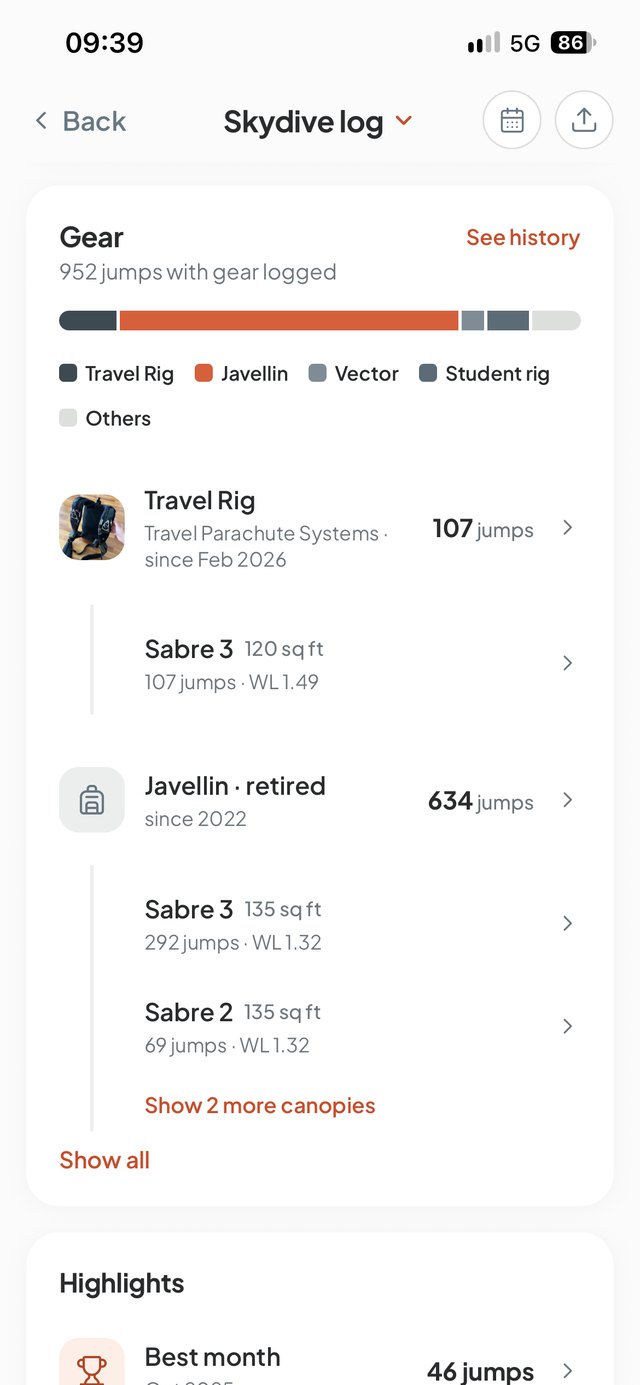 09:39
5G 86
Back
Skydive log
Gear
See history
952 jumps with gear logged
Travel Rig
Javellin
Vector
Student rig
Others
Travel Rig
Travel Parachute Systems ·
since Feb 2026
107 jumps
Sabre 3 120 sq ft
107 jumps · WL 1.49
Javellin · retired
since 2022
634 jumps
Sabre 3 135 sq ft
292 jumps · WL 1.32
Sabre 2 135 sq ft
69 jumps · WL 1.32
Show 2 more canopies
Show all
Highlights
Best month
46 jumps